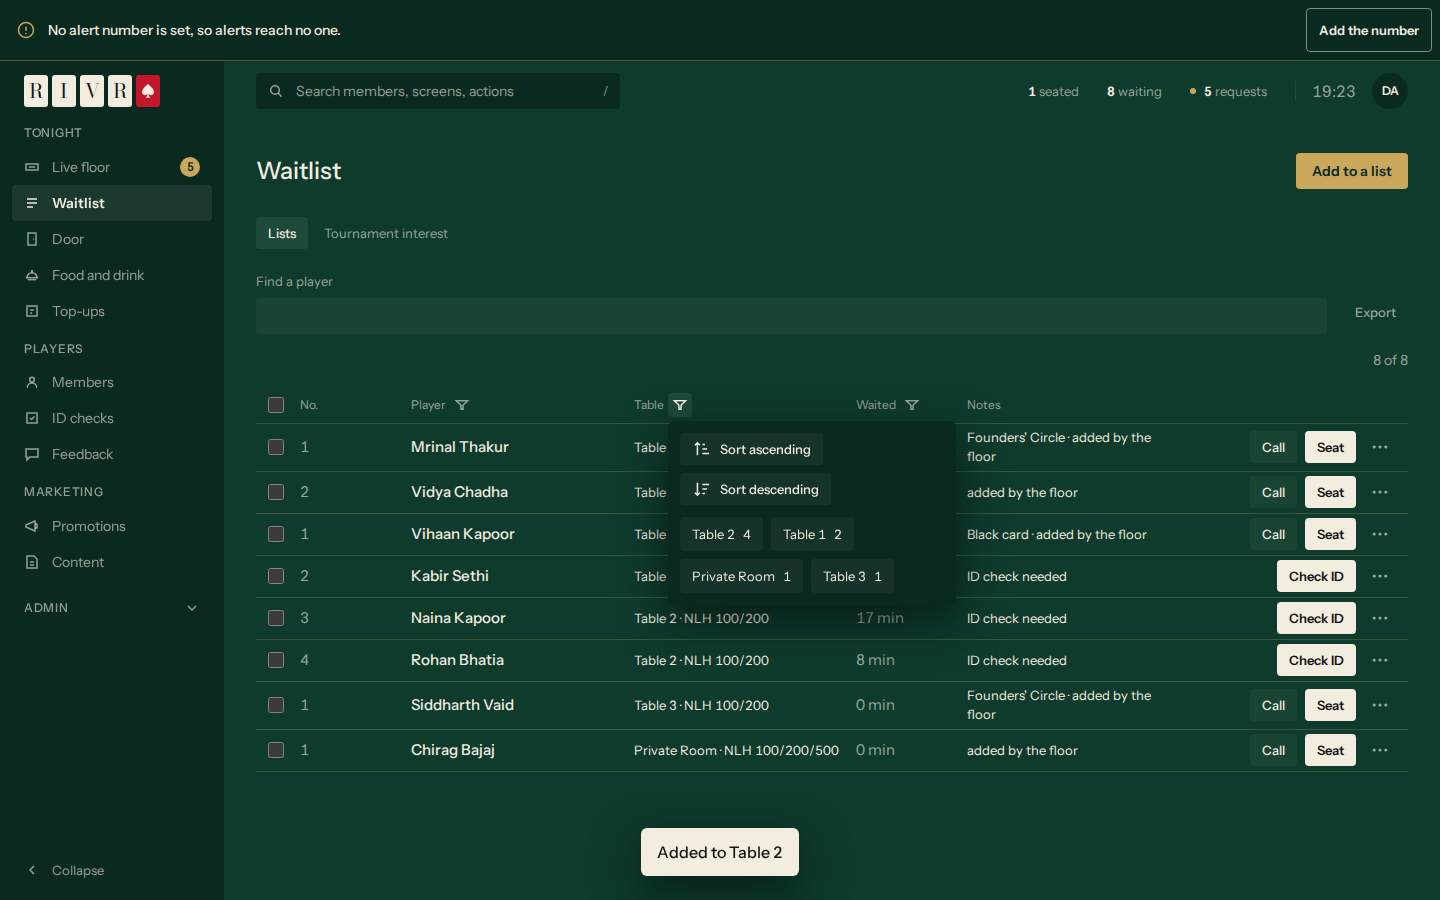 No alert number is set, so alerts reach no one.
Add the number
R I V R
Search members, screens, actions /
1 seated 8 waiting 5 requests 19:23 DA
TONIGHT
Live floor 5
Waitlist
Door
Food and drink
Top-ups
PLAYERS
Members
ID checks
Feedback
MARKETING
Promotions
Content
ADMIN
Collapse
Waitlist
Add to a list
Lists Tournament interest
Find a player
Export
8 of 8
No. Player Table Waited Notes
1 Mrinal Thakur Table Founders' Circle · added by the
floor
Call Seat
2 Vidya Chadha Table added by the floor Call Seat
1 Vihaan Kapoor Table Black card · added by the floor Call Seat
2 Kabir Sethi Table ID check needed Check ID
3 Naina Kapoor Table 2 · NLH 100/200 17 min ID check needed Check ID
4 Rohan Bhatia Table 2 · NLH 100/200 8 min ID check needed Check ID
1 Siddharth Vaid Table 3 · NLH 100/200 0 min Founders' Circle · added by the
floor
Call Seat
1 Chirag Bajaj Private Room · NLH 100/200/500 0 min added by the floor Call Seat
Sort ascending
Sort descending
Table 2 4 Table 1 2
Private Room 1 Table 3 1
Added to Table 2